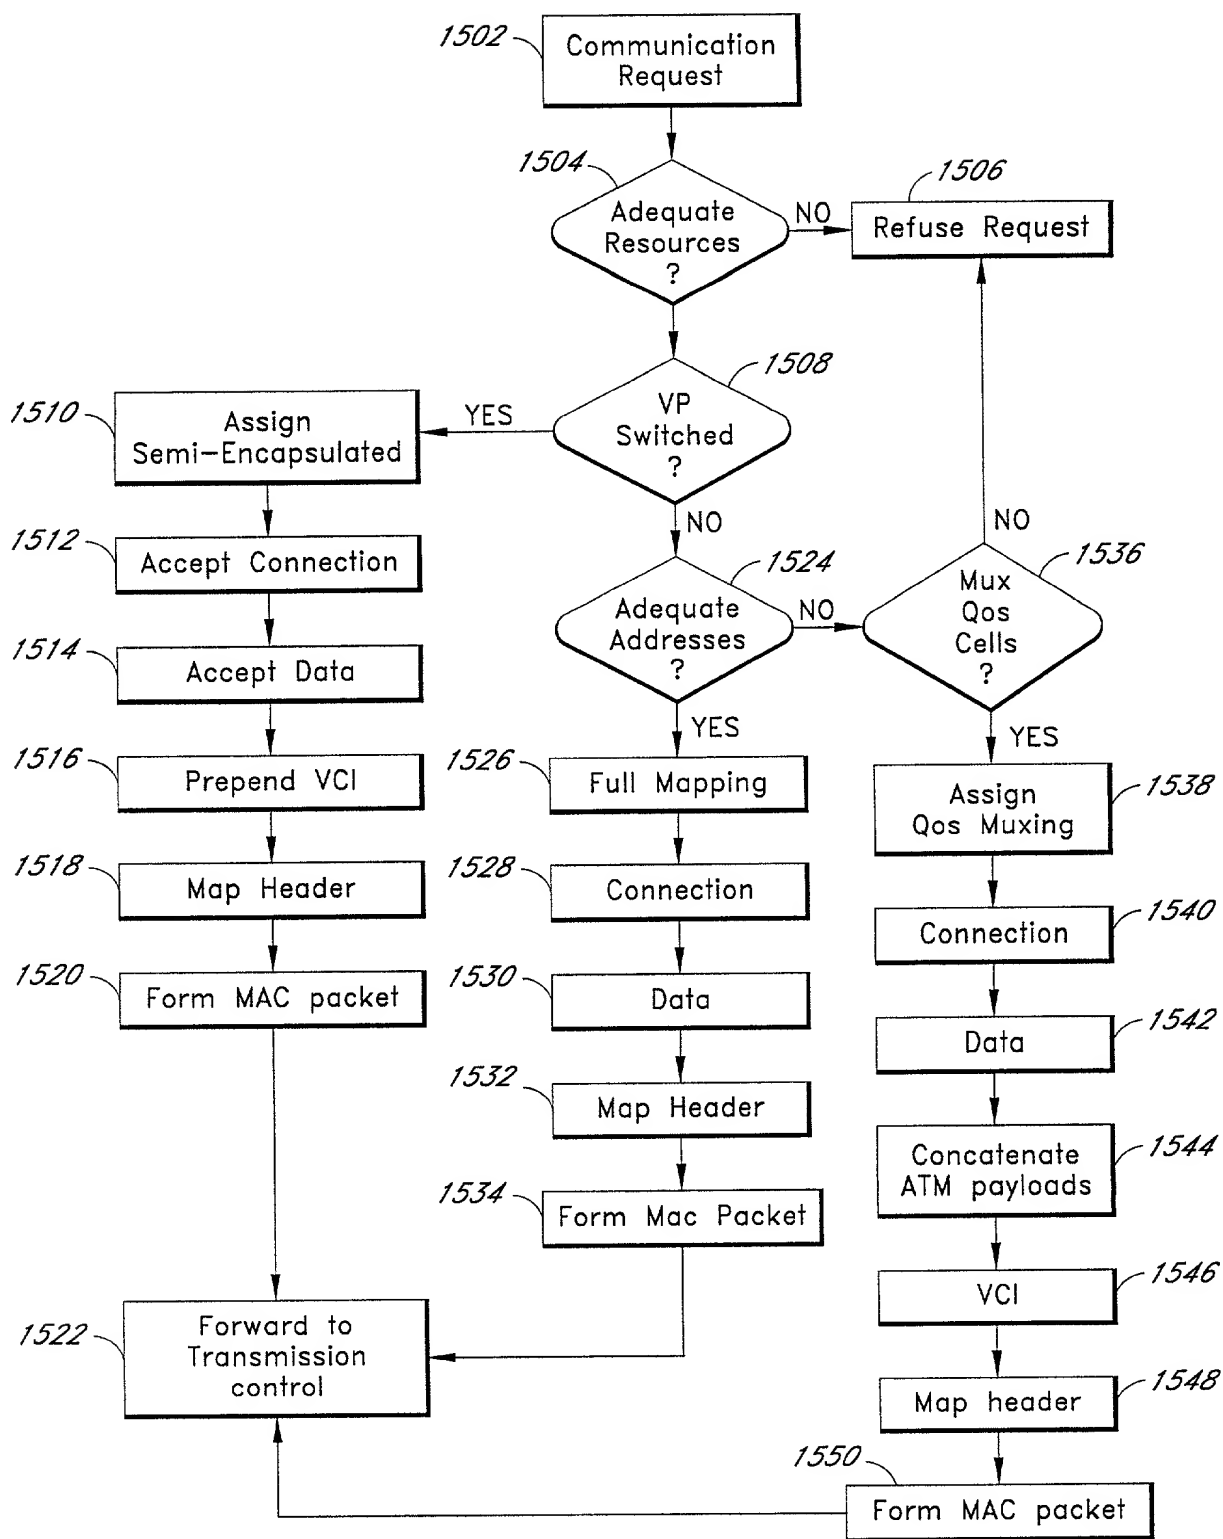 1502
Communication
Request
1504
Adequate
Resources
?
NO
1506
Refuse Request
1508
VP
Switched
?
YES
NO
1510
Assign
Semi-Encapsulated
1512
Accept Connection
1514
Accept Data
1516
Prepend VCI
1518
Map Header
1520
Form MAC packet
1522
Forward to
Transmission
control
1524
Adequate
Addresses
?
NO
YES
1526
Full Mapping
1528
Connection
1530
Data
1532
Map Header
1534
Form Mac Packet
1536
Mux
Qos
Cells
?
NO
YES
1538
Assign
Qos Muxing
1540
Connection
1542
Data
1544
Concatenate
ATM payloads
1546
VCI
1548
Map header
1550
Form MAC packet